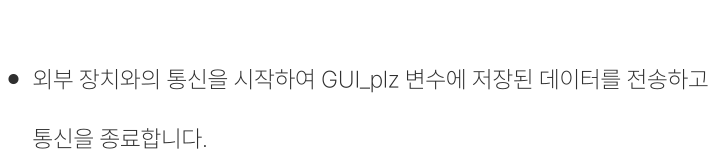 • 외부 장치와의 통신을 시작하여 GUI_plz 변수에 저장된 데이터를 전송하고
통신을 종료합니다.